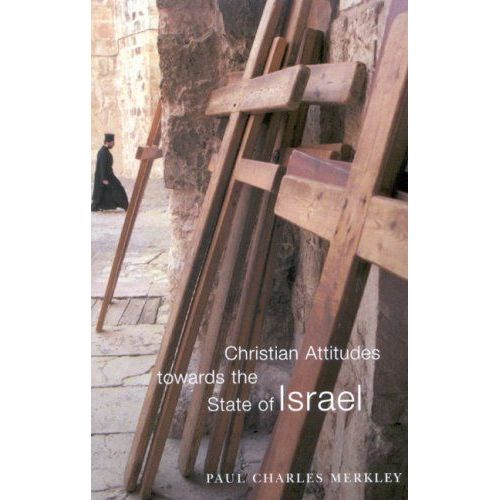 Christian Attitudes
towards the
State of Israel
PAUL CHARLES MERKLEY